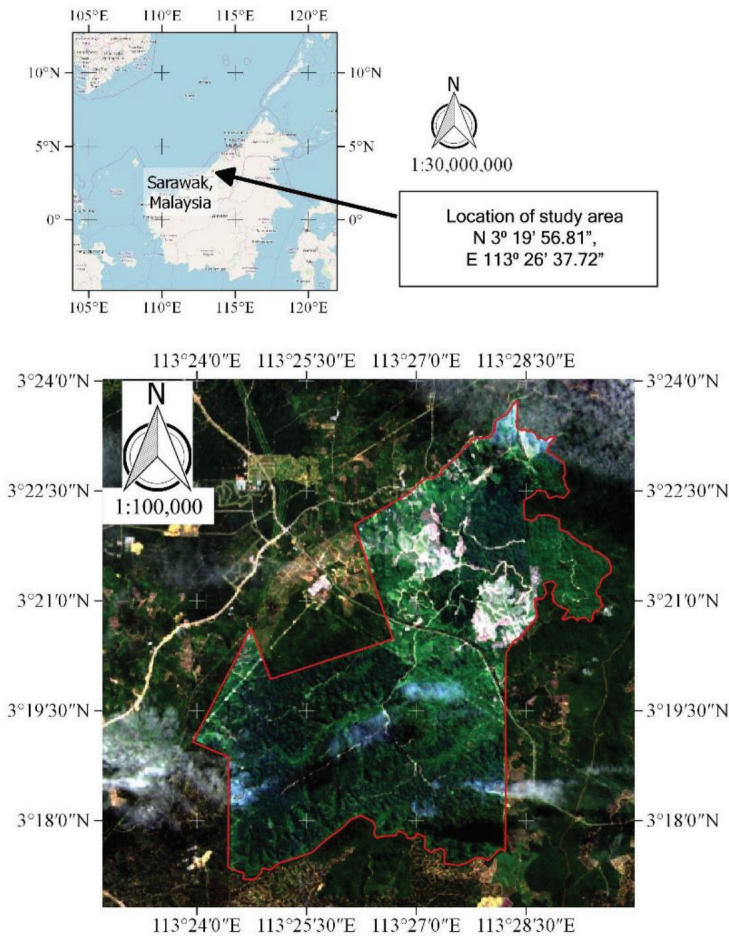 105°E 110°E 115°E 120°E
10°N 10°N
5°N 5°N
0° 0°
Sarawak,
Malaysia
105°E 110°E 115°E 120°E
N
1:30,000,000
Location of study area
N 3º 19’ 56.81”,
E 113º 26’ 37.72”
113°24′0″E 113°25′30″E 113°27′0″E 113°28′30″E
3°24′0″N 3°24′0″N
N
1:100,000
3°22′30″N 3°22′30″N
3°21′0″N 3°21′0″N
3°19′30″N 3°19′30″N
3°18′0″N 3°18′0″N
113°24′0″E 113°25′30″E 113°27′0″E 113°28′30″E